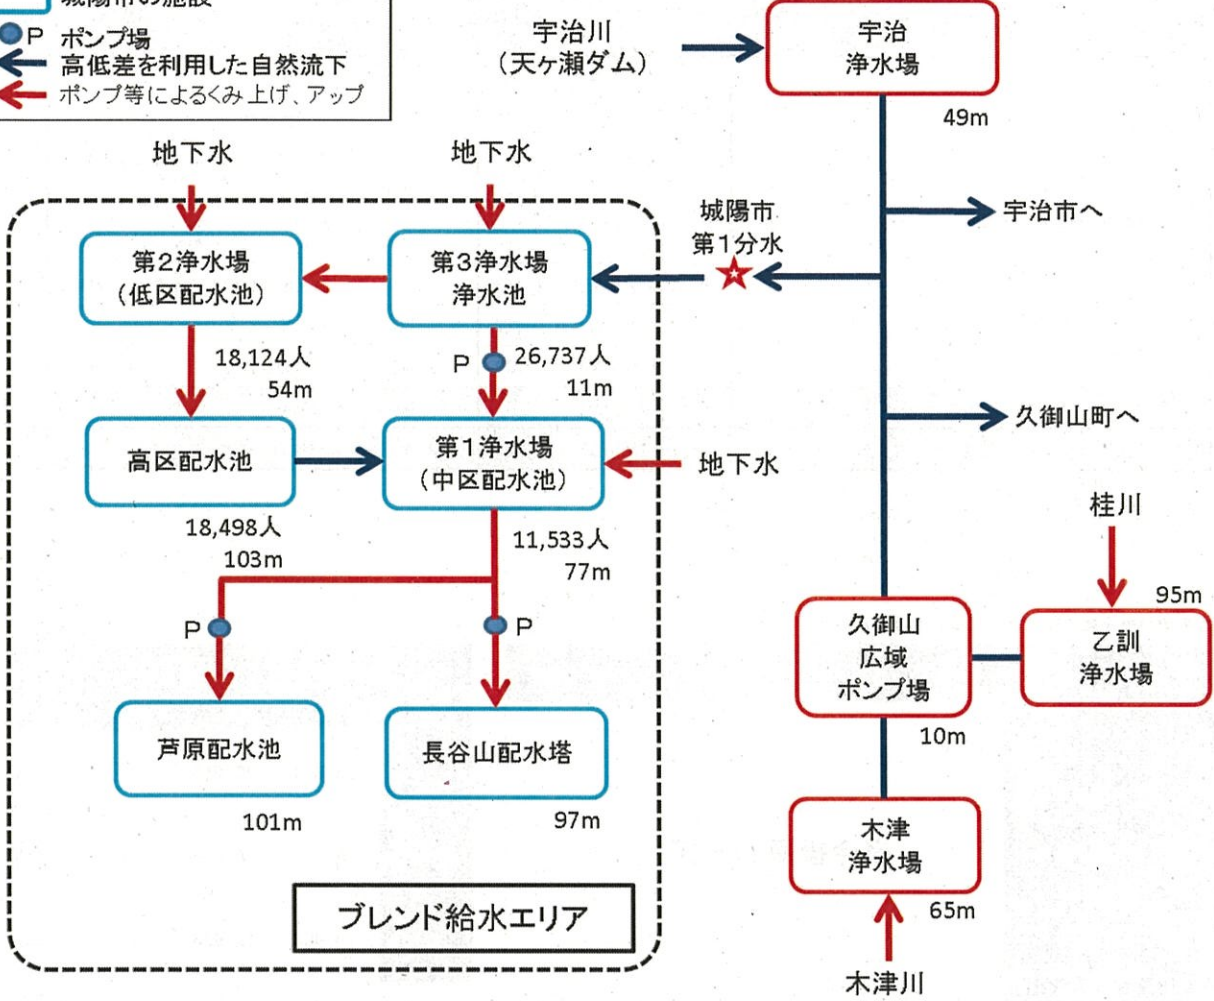 城陽市の施設
P ポンプ場
高低差を利用した自然流下
ポンプ等によるくみ上げ、アップ
宇治川
(天ヶ瀬ダム)
宇治
浄水場
49m
地下水
地下水
宇治市へ
城陽市
第1分水
第2浄水場
(低区配水池)
第3浄水場
浄水池
18,124人
54m
P
26,737人
11m
久御山町へ
高区配水池
第1浄水場
(中区配水池)
地下水
18,498人
103m
11,533人
77m
桂川
95m
P
P
久御山
広域
ポンプ場
乙訓
浄水場
10m
芦原配水池
長谷山配水塔
101m
97m
木津
浄水場
65m
ブレンド給水エリア
木津川